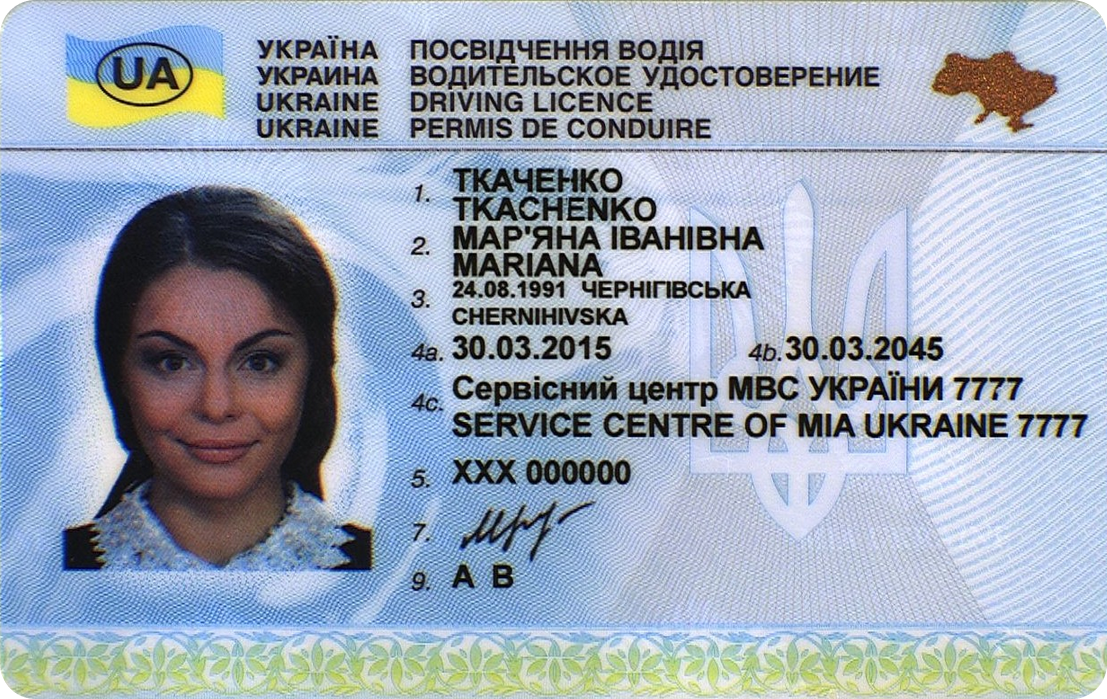 UA
УКРАЇНА ПОСВІДЧЕННЯ ВОДІЯ
УКРАИНА ВОДИТЕЛЬСКОЕ УДОСТОВЕРЕНИЕ
UKRAINE DRIVING LICENCE
UKRAINE PERMIS DE CONDUIRE
1. ТКАЧЕНКО
TKACHENKO
2. МАР'ЯНА ІВАНІВНА
MARIANA
3. 24.08.1991 ЧЕРНІГІВСЬКА
CHERNIHIVSKA
4a. 30.03.2015 4b. 30.03.2045
4c. Сервісний центр МВС УКРАЇНИ 7777
SERVICE CENTRE OF MIA UKRAINE 7777
5. XXX 000000
7.
9. A B